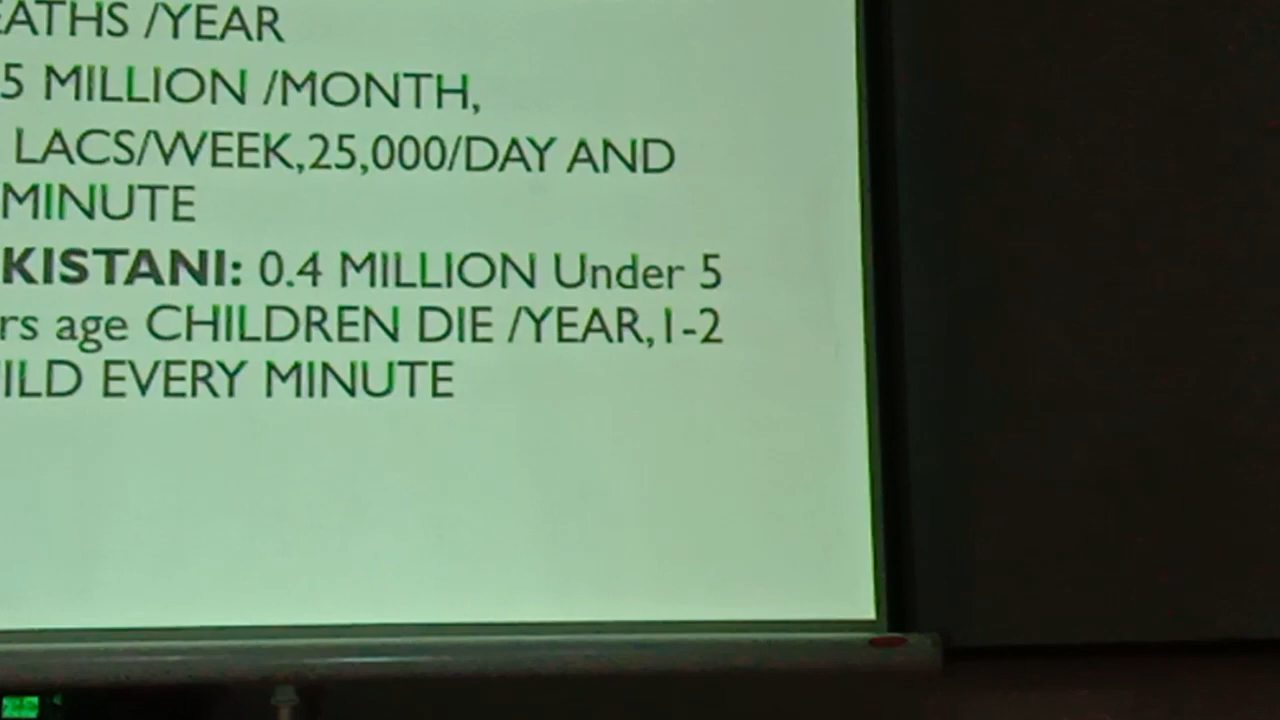 EATHS /YEAR
5 MILLION /MONTH,
LACS/WEEK,25,000/DAY AND
MINUTE
KISTANI: 0.4 MILLION Under 5
rs age CHILDREN DIE /YEAR,1-2
ILD EVERY MINUTE